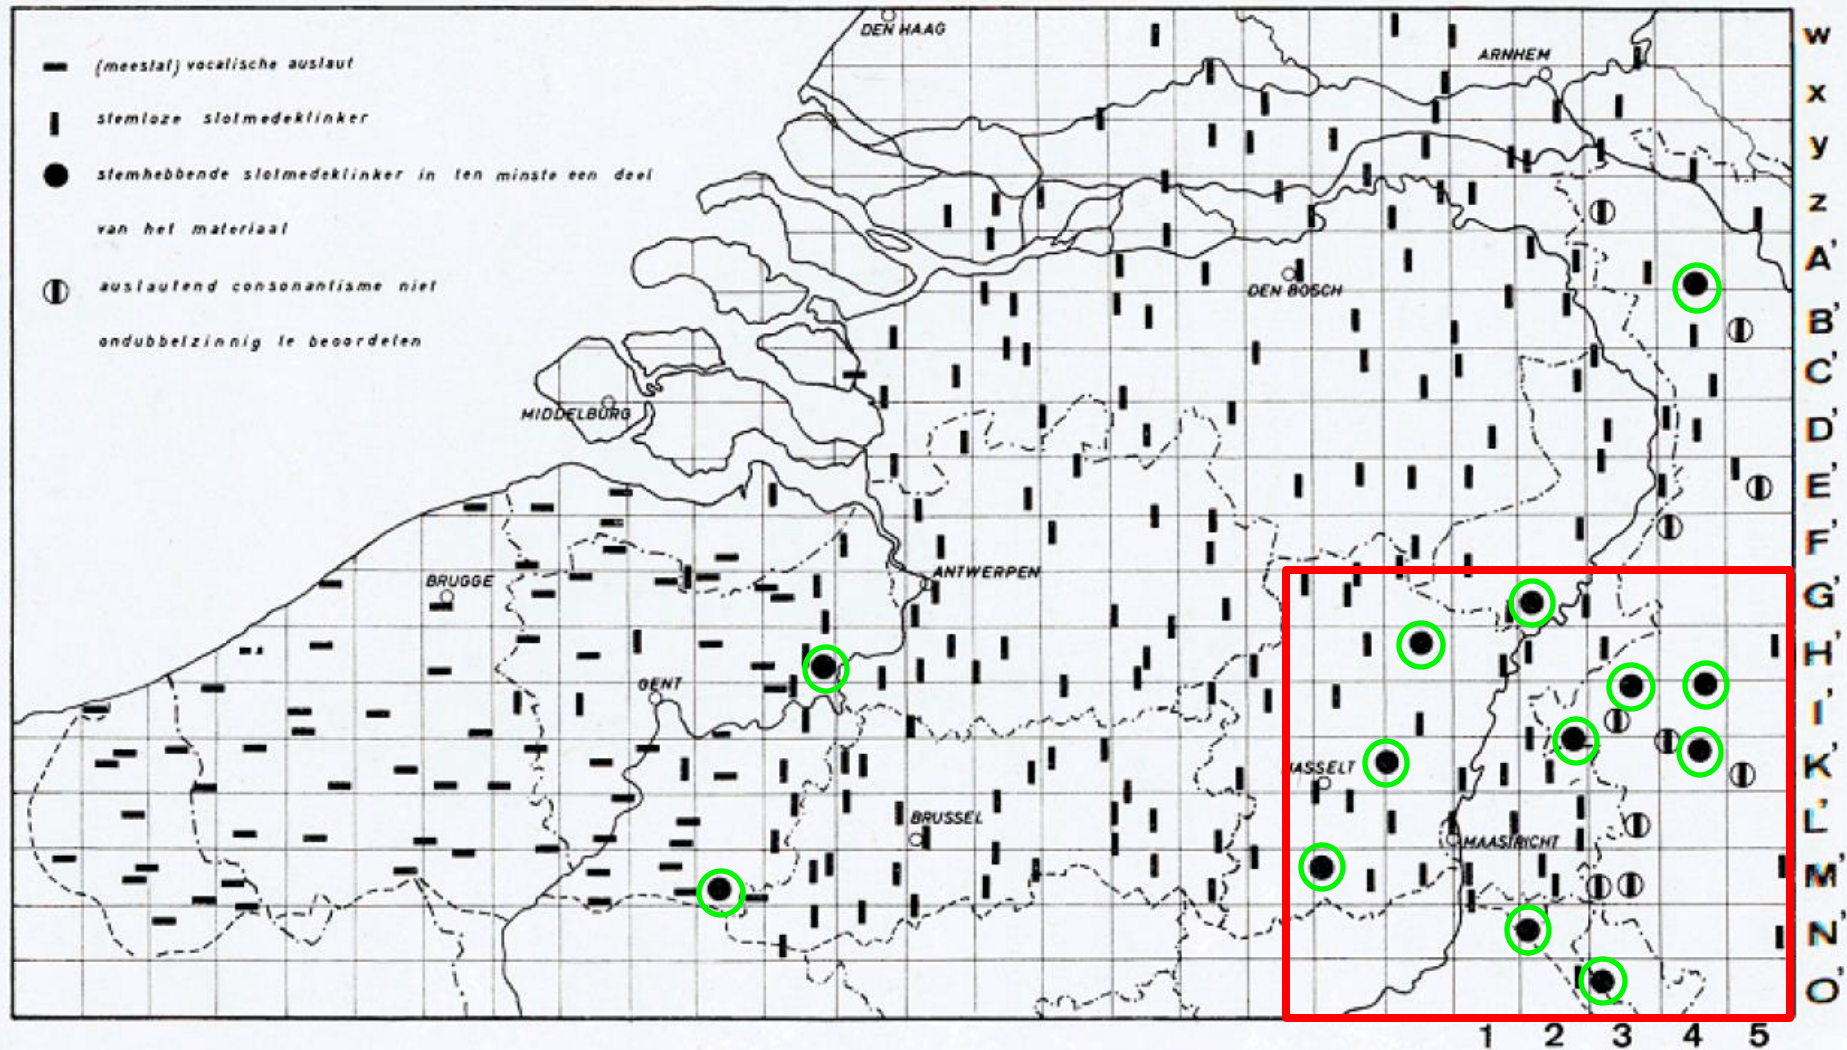 DEN HAAG
ARNHEM
(meestal) vocalische auslaut
stemloze slotmedeklinker
stemhebbende slotmedeklinker in ten minste een deel
van het materiaal
auslautend consonantisme niet
ondubbelzinnig te beoordelen
DEN BOSCH
MIDDELBURG
ANTWERPEN
BRUGGE
GENT
HASSELT
BRUSSEL
MAASTRICHT
W
X
y
Z
A'
B'
C'
D'
E'
F'
G'
H'
I'
K'
L'
M'
N'
O'
1 2 3 4 5